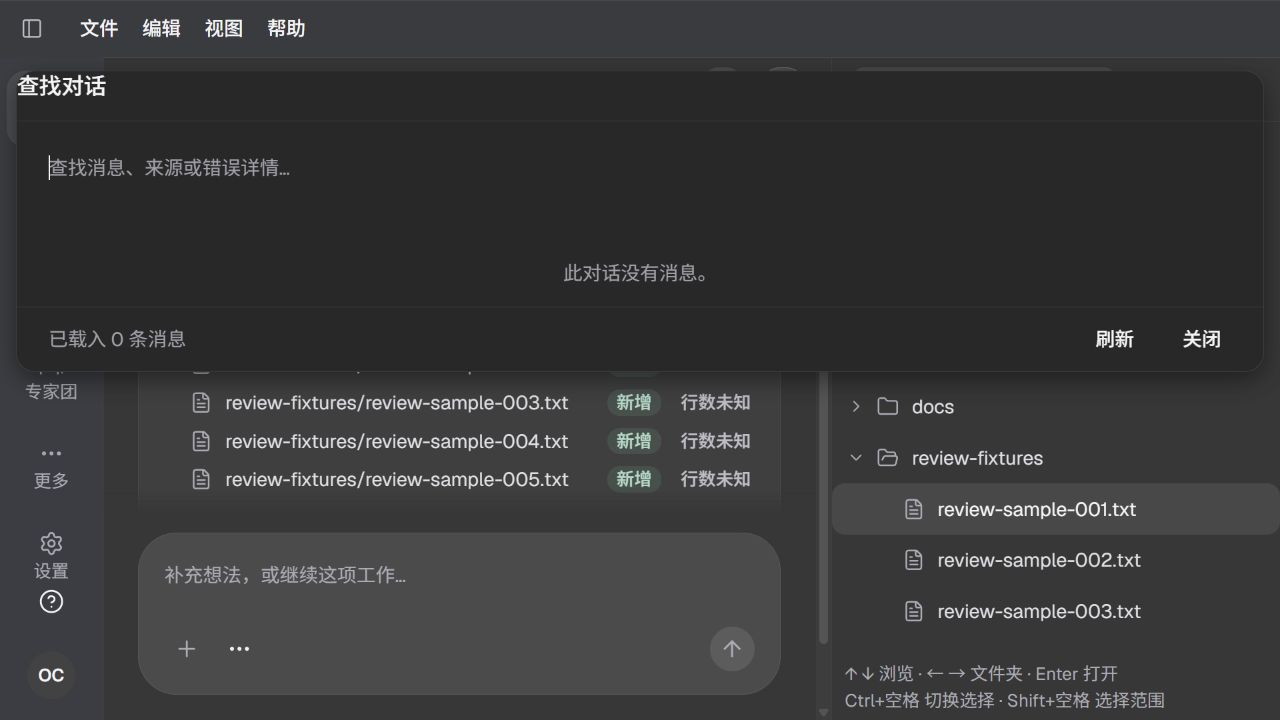 文件 编辑 视图 帮助
查找对话
查找消息、来源或错误详情…
此对话没有消息。
已载入 0 条消息
刷新 关闭
专家团
更多
设置
OC
review-fixtures/review-sample-003.txt 新增 行数未知
review-fixtures/review-sample-004.txt 新增 行数未知
review-fixtures/review-sample-005.txt 新增 行数未知
补充想法，或继续这项工作…
docs
review-fixtures
review-sample-001.txt
review-sample-002.txt
review-sample-003.txt
↑↓ 浏览 · ←→ 文件夹 · Enter 打开
Ctrl+空格 切换选择 · Shift+空格 选择范围